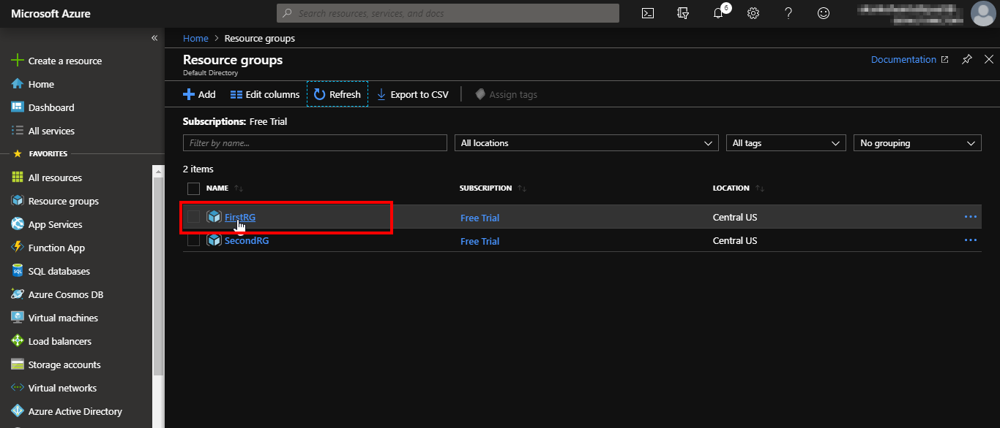 Microsoft Azure
Search resources, services, and docs
6
«
Create a resource
Home
Dashboard
All services
FAVORITES
All resources
Resource groups
App Services
Function App
SQL databases
Azure Cosmos DB
Virtual machines
Load balancers
Storage accounts
Virtual networks
Azure Active Directory
Home > Resource groups
Resource groups
Default Directory
Documentation
Add Edit columns Refresh Export to CSV Assign tags
Subscriptions: Free Trial
Filter by name... All locations All tags No grouping
2 items
NAME SUBSCRIPTION LOCATION
FirstRG Free Trial Central US
SecondRG Free Trial Central US